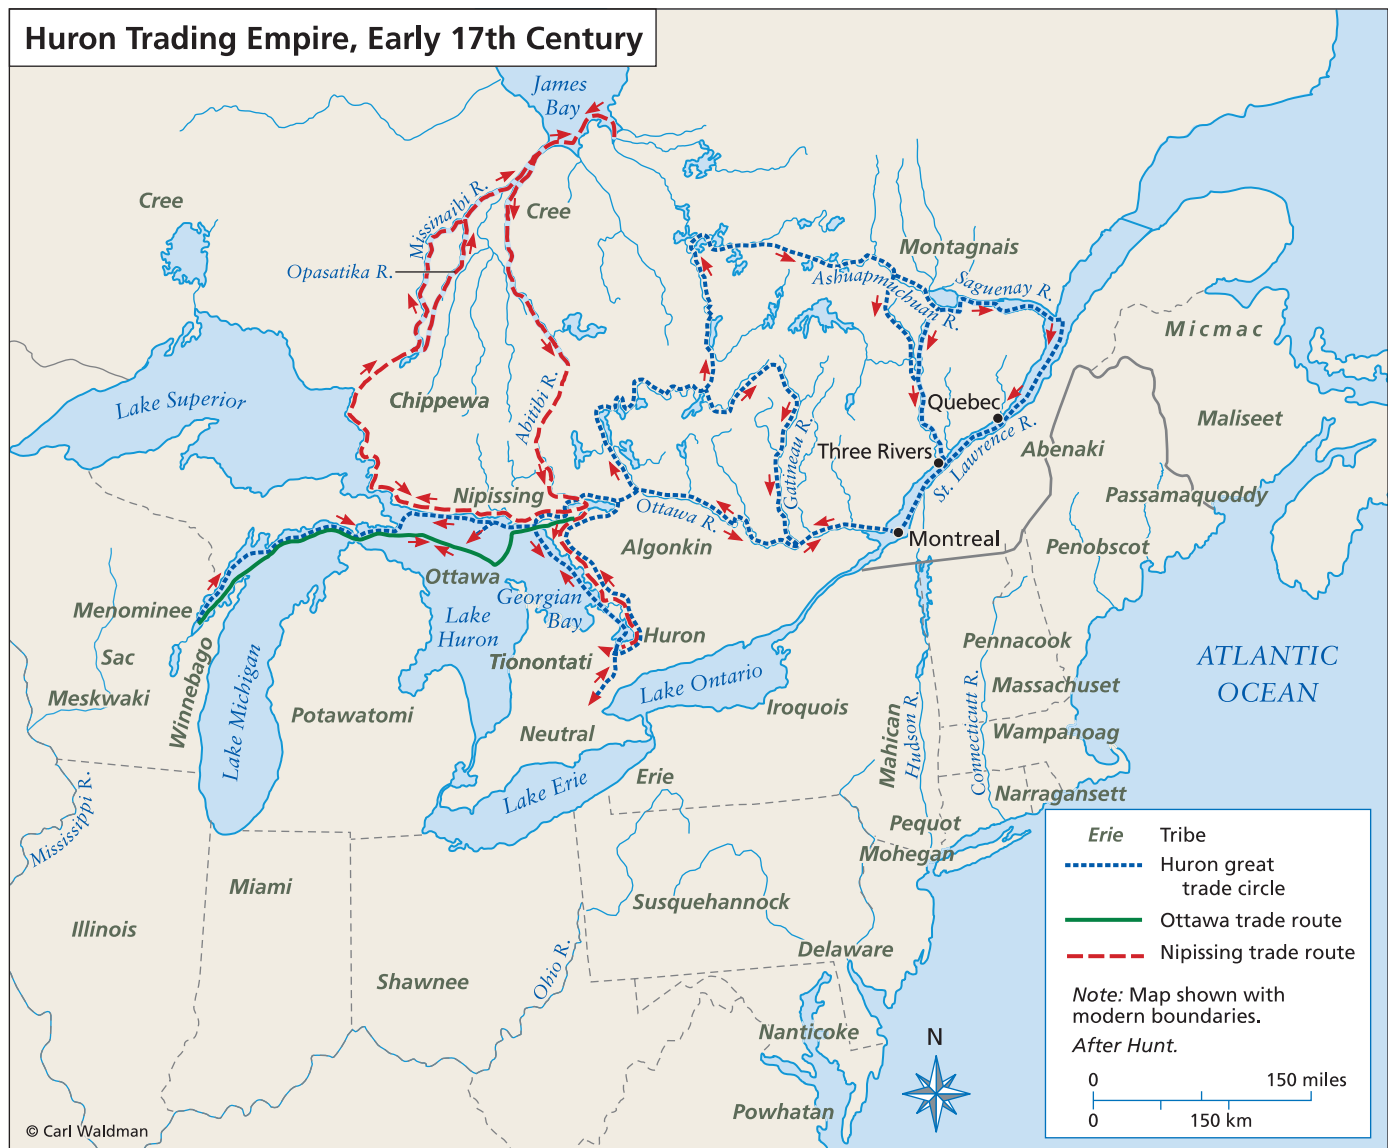 Huron Trading Empire, Early 17th Century
James
Bay
Cree
Missinaibi R.
Cree
Opasatika R.
Montagnais
Ashuapmuchuan R.
Saguenay R.
Micmac
Lake Superior
Chippewa
Abitibi R.
Gatineau R.
Quebec
Three Rivers
St. Lawrence R.
Abenaki
Maliseet
Passamaquoddy
Nipissing
Ottawa R.
Montreal
Algonkin
Penobscot
Ottawa
Georgian
Bay
Menominee
Lake
Huron
Huron
Pennacook
Sac
Winnebago
Tionontati
Meskwaki
Lake Michigan
Potawatomi
Lake Ontario
Iroquois
Massachuset
ATLANTIC
OCEAN
Neutral
Mahican
Hudson R.
Connecticut R.
Wampanoag
Erie
Lake Erie
Narragansett
Mississippi R.
Pequot
Mohegan
Miami
Illinois
Susquehannock
Delaware
Shawnee
Ohio R.
Nanticoke
Powhatan
N
Erie Tribe
Huron great
trade circle
Ottawa trade route
Nipissing trade route
Note: Map shown with
modern boundaries.
After Hunt.
0 150 miles
0 150 km
© Carl Waldman